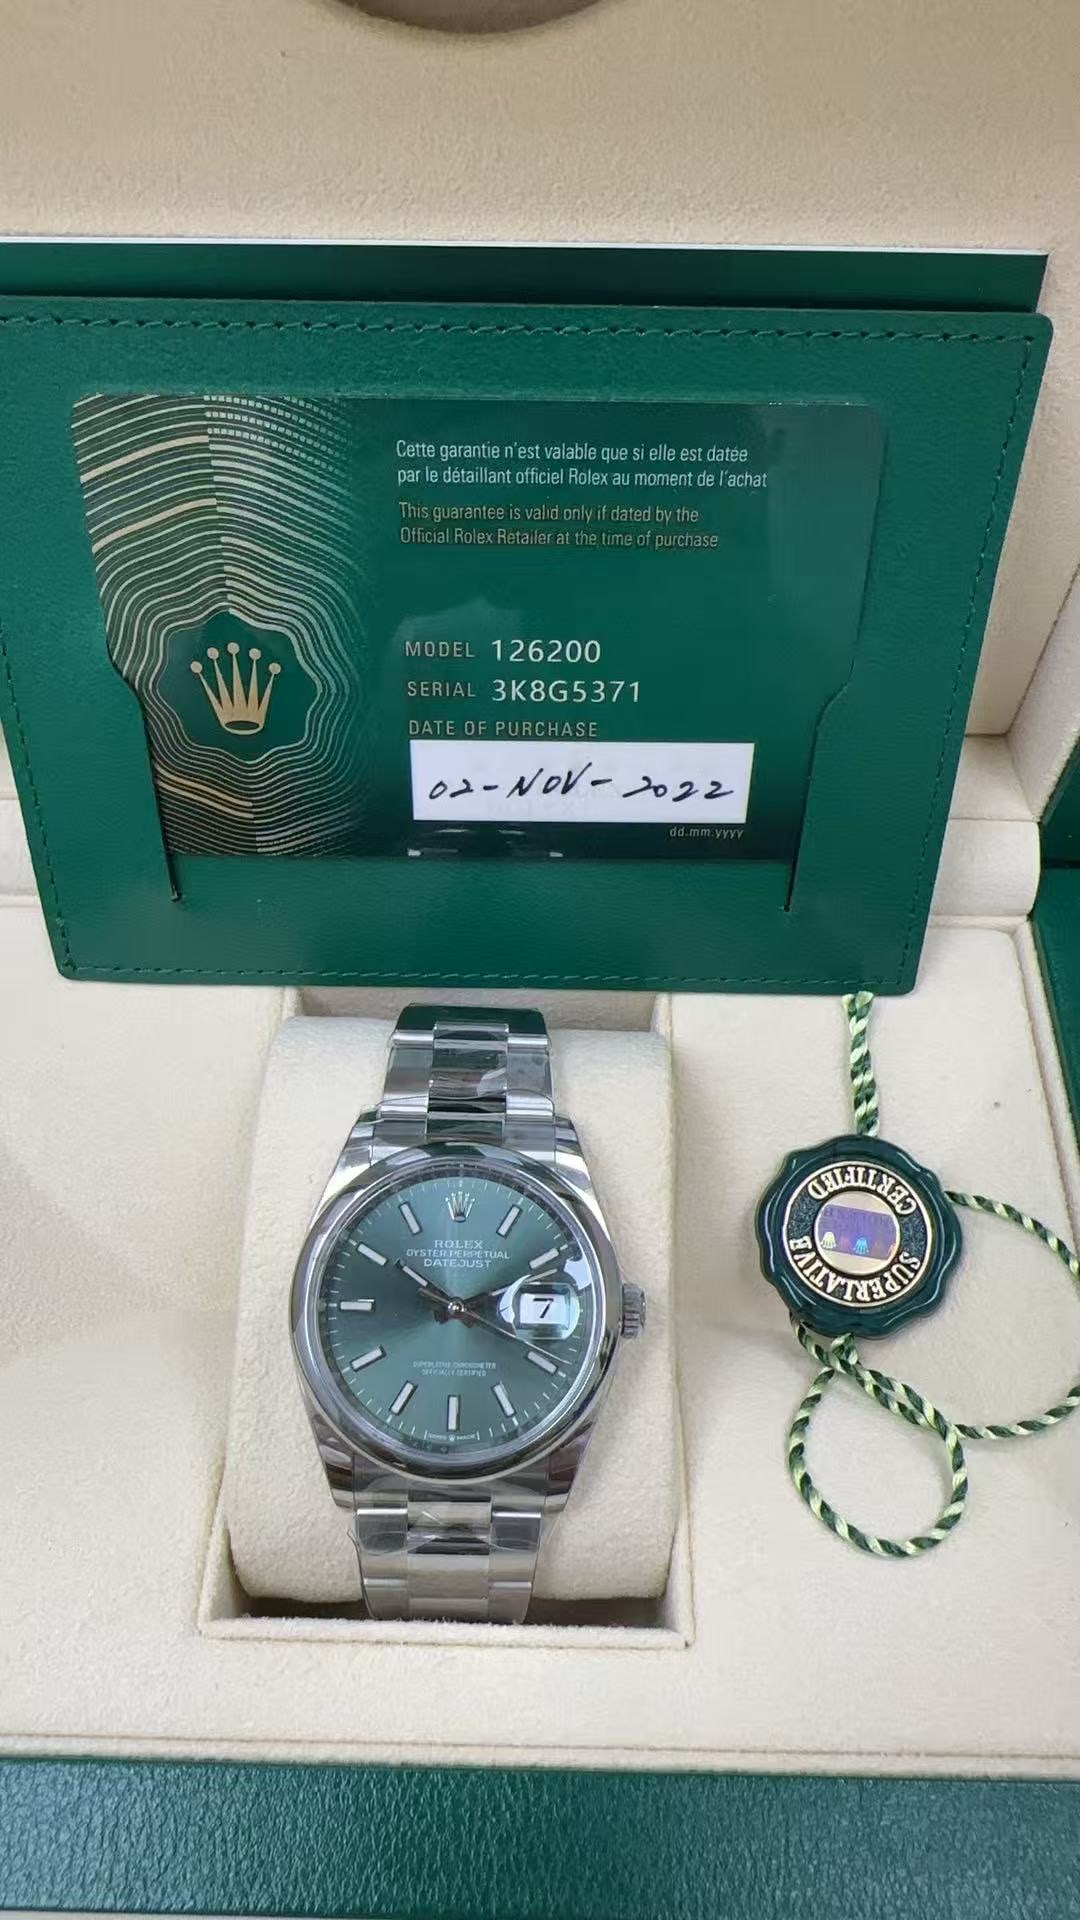 Cette garantie n'est valable que si elle est datée
par le détaillant officiel Rolex au moment de l'achat
This guarantee is valid only if dated by the
Official Rolex Retailer at the time of purchase
MODEL 126200
SERIAL 3K8G5371
DATE OF PURCHASE
02-NOV-2022
dd.mm.yyyy
ROLEX
OYSTER PERPETUAL
DATEJUST
7
SUPERLATIVE CHRONOMETER
OFFICIALLY CERTIFIED
SWISS MADE
SUPERLATIVE
CERTIFIED